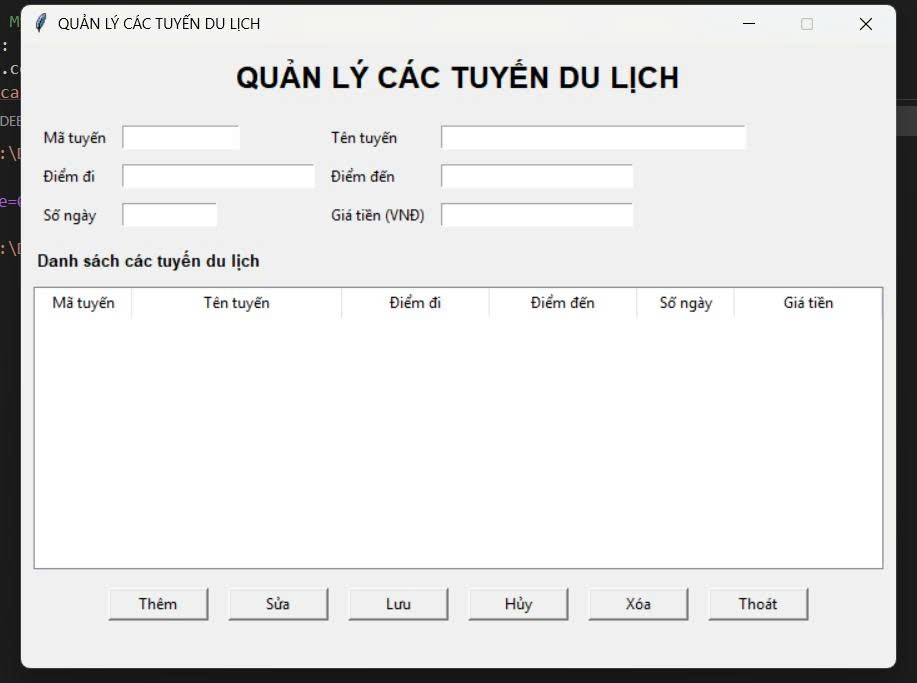 QUẢN LÝ CÁC TUYẾN DU LỊCH
QUẢN LÝ CÁC TUYẾN DU LỊCH
Mã tuyến Tên tuyến
Điểm đi Điểm đến
Số ngày Giá tiền (VNĐ)
Danh sách các tuyến du lịch
Mã tuyến Tên tuyến Điểm đi Điểm đến Số ngày Giá tiền
Thêm Sửa Lưu Hủy Xóa Thoát